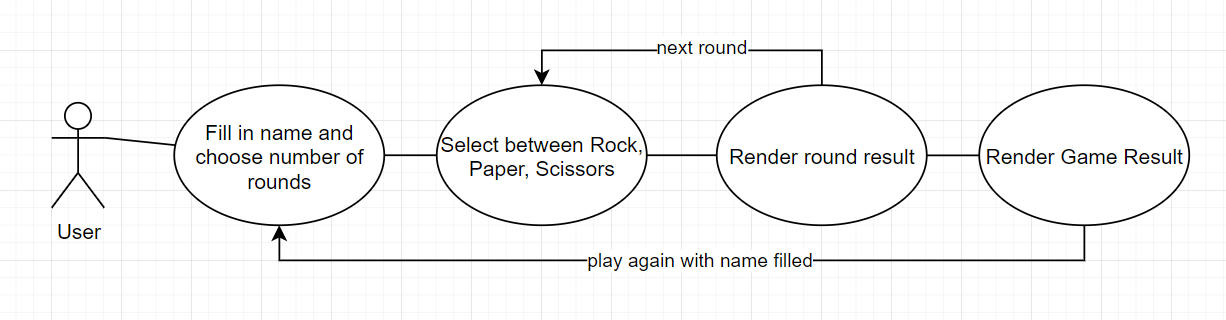 next round
Fill in name and
choose number of
rounds
Select between Rock,
Paper, Scissors
Render round result
Render Game Result
User
play again with name filled